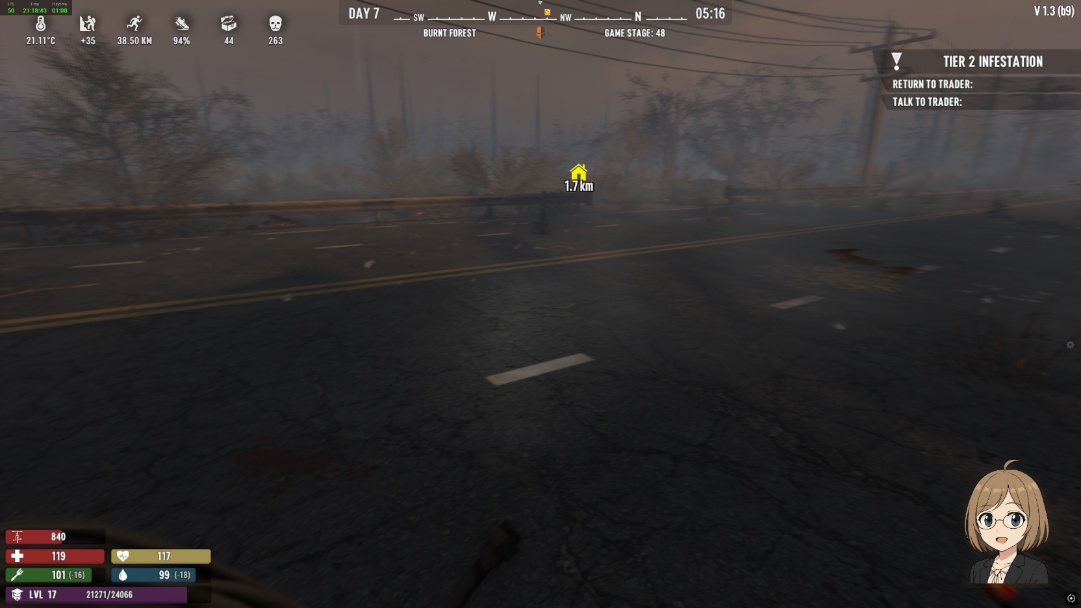 21.11°C
+35
38.50 KM
94%
44
263
DAY 7
SW
W
NW
N
05:16
BURNT FOREST
GAME STAGE: 48
V 1.3 (b9)
TIER 2 INFESTATION
RETURN TO TRADER:
TALK TO TRADER:
1.7 km
840
119
117
101 (-16)
99 (-18)
LVL 17 21271/24066